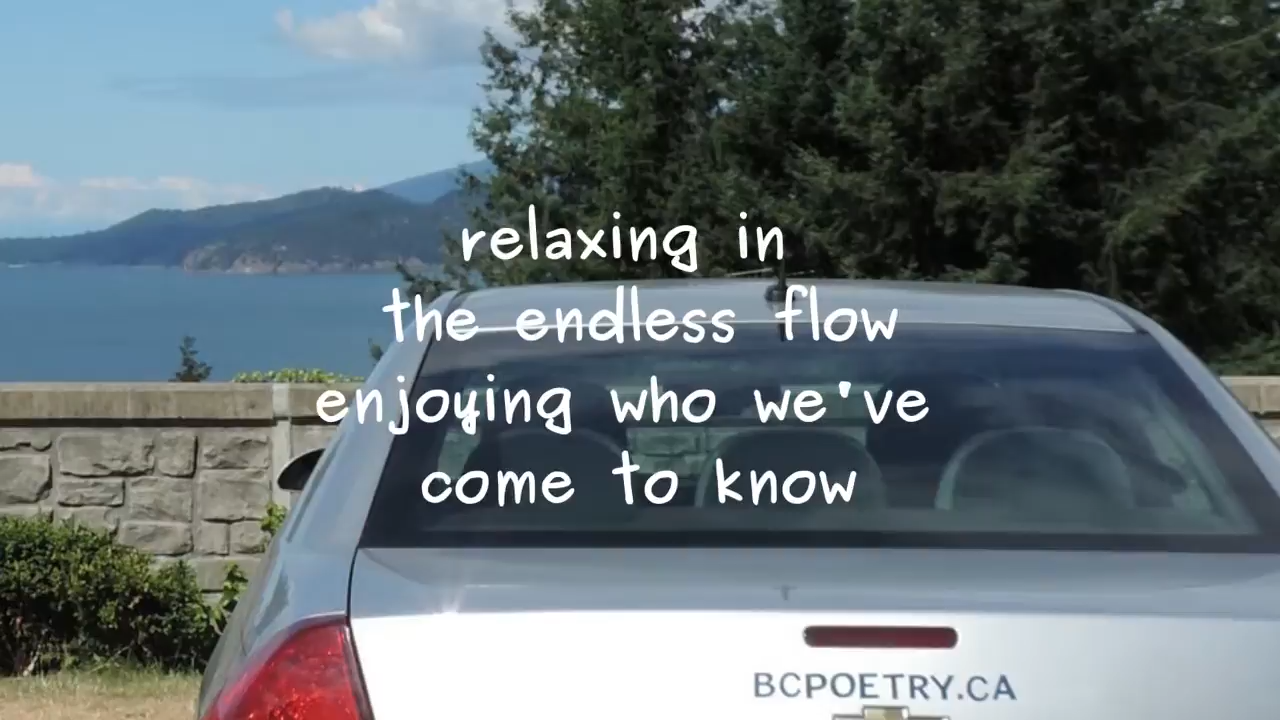 relaxing in
the endless flow
enjoying who we've
come to know
BCPOETRY.CA